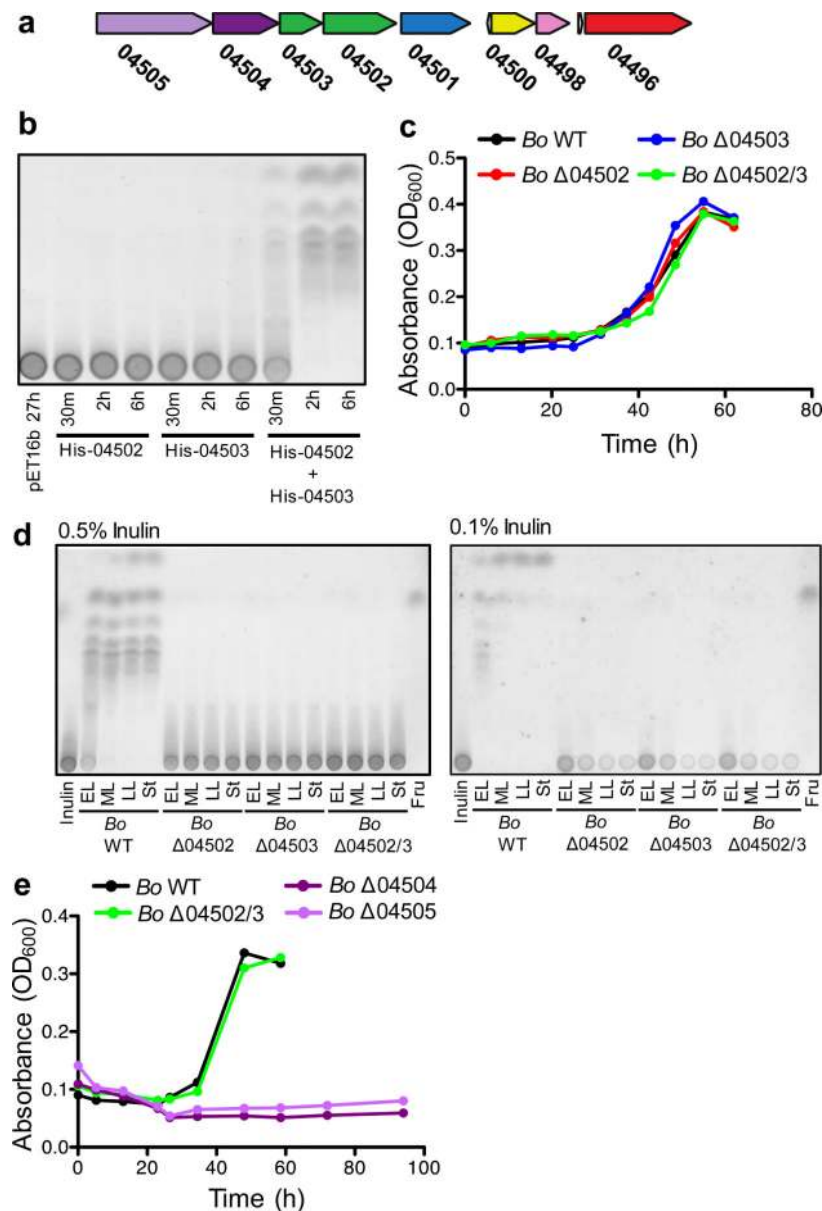 a
04505 04504 04503 04502 04501 04500 04498 04496
b
pET16b 27h 30m 2h 6h 30m 2h 6h 30m 2h 6h
His-04502 His-04503 His-04502
+
His-04503
c
Bo WT Bo Δ04503
Bo Δ04502 Bo Δ04502/3
Absorbance (OD600)
0.5
0.4
0.3
0.2
0.1
0.0
0 20 40 60 80
Time (h)
d
0.5% Inulin
Inulin EL ML LL St EL ML LL St EL ML LL St EL ML LL St Fru
Bo Bo Bo Bo
WT Δ04502 Δ04503 Δ04502/3
0.1% Inulin
Inulin EL ML LL St EL ML LL St EL ML LL St EL ML LL St Fru
Bo Bo Bo Bo
WT Δ04502 Δ04503 Δ04502/3
e
Bo WT Bo Δ04504
Bo Δ04502/3 Bo Δ04505
Absorbance (OD600)
0.4
0.3
0.2
0.1
0.0
0 20 40 60 80 100
Time (h)